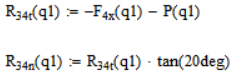 R₃₄ₜ(q1) := −F₄ₓ(q1) − P(q1)
R₃₄ₙ(q1) := R₃₄ₜ(q1) · tan(20deg)